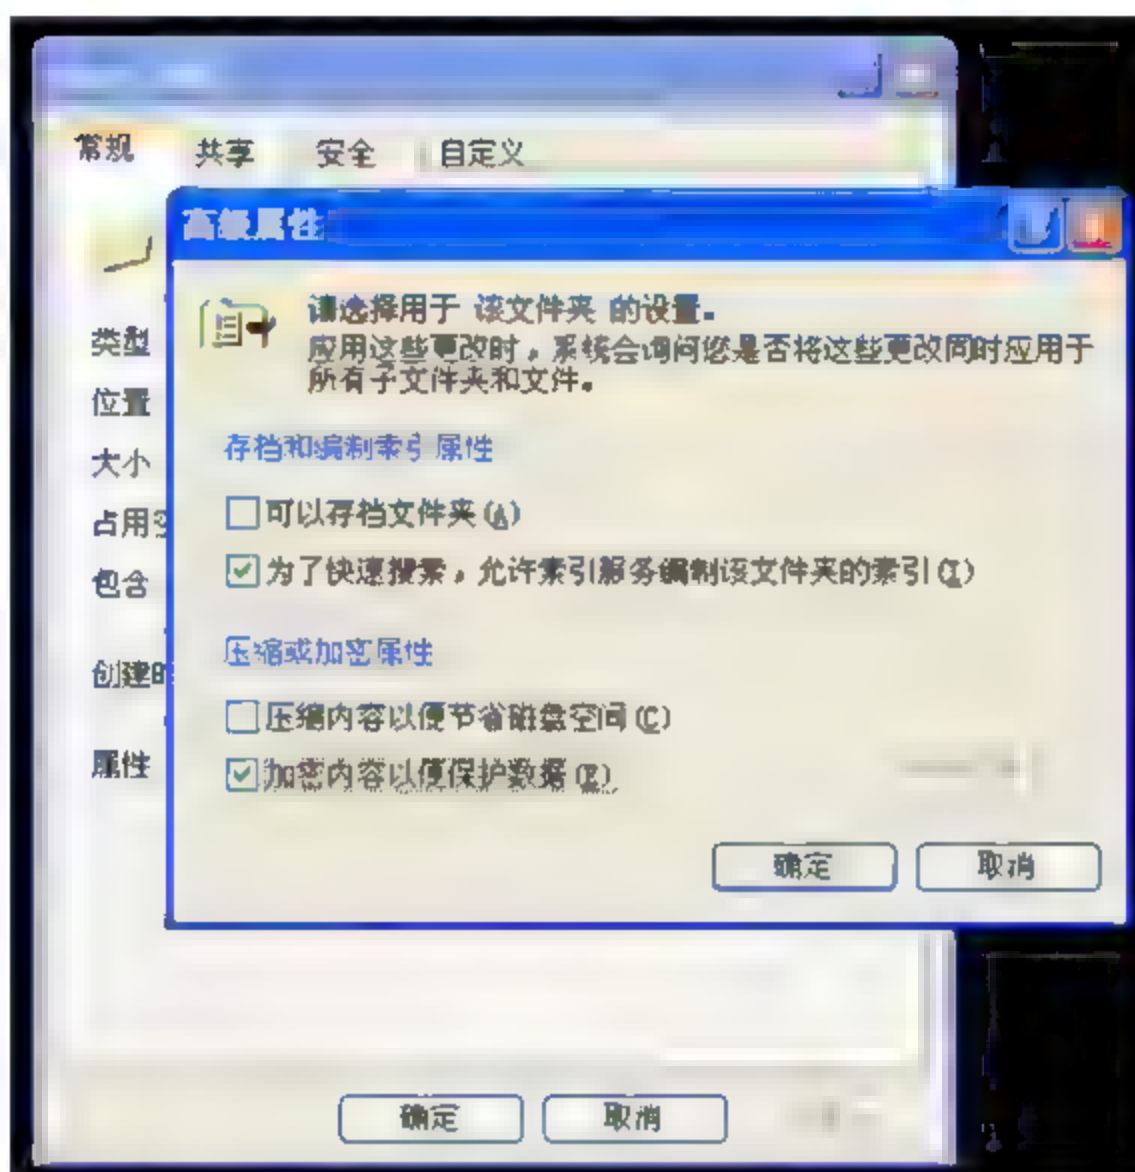 常规 共享 安全 自定义
高级属性
请选择用于 该文件夹 的设置。
应用这些更改时，系统会询问您是否将这些更改同时应用于
所有子文件夹和文件。
类型
位置
大小
占用
包含
创建时
属性
存档和编制索引属性
可以存档文件夹(A)
为了快速搜索，允许索引服务编制该文件夹的索引(I)
压缩或加密属性
压缩内容以便节省磁盘空间(C)
加密内容以便保护数据(E)
确定 取消
确定 取消